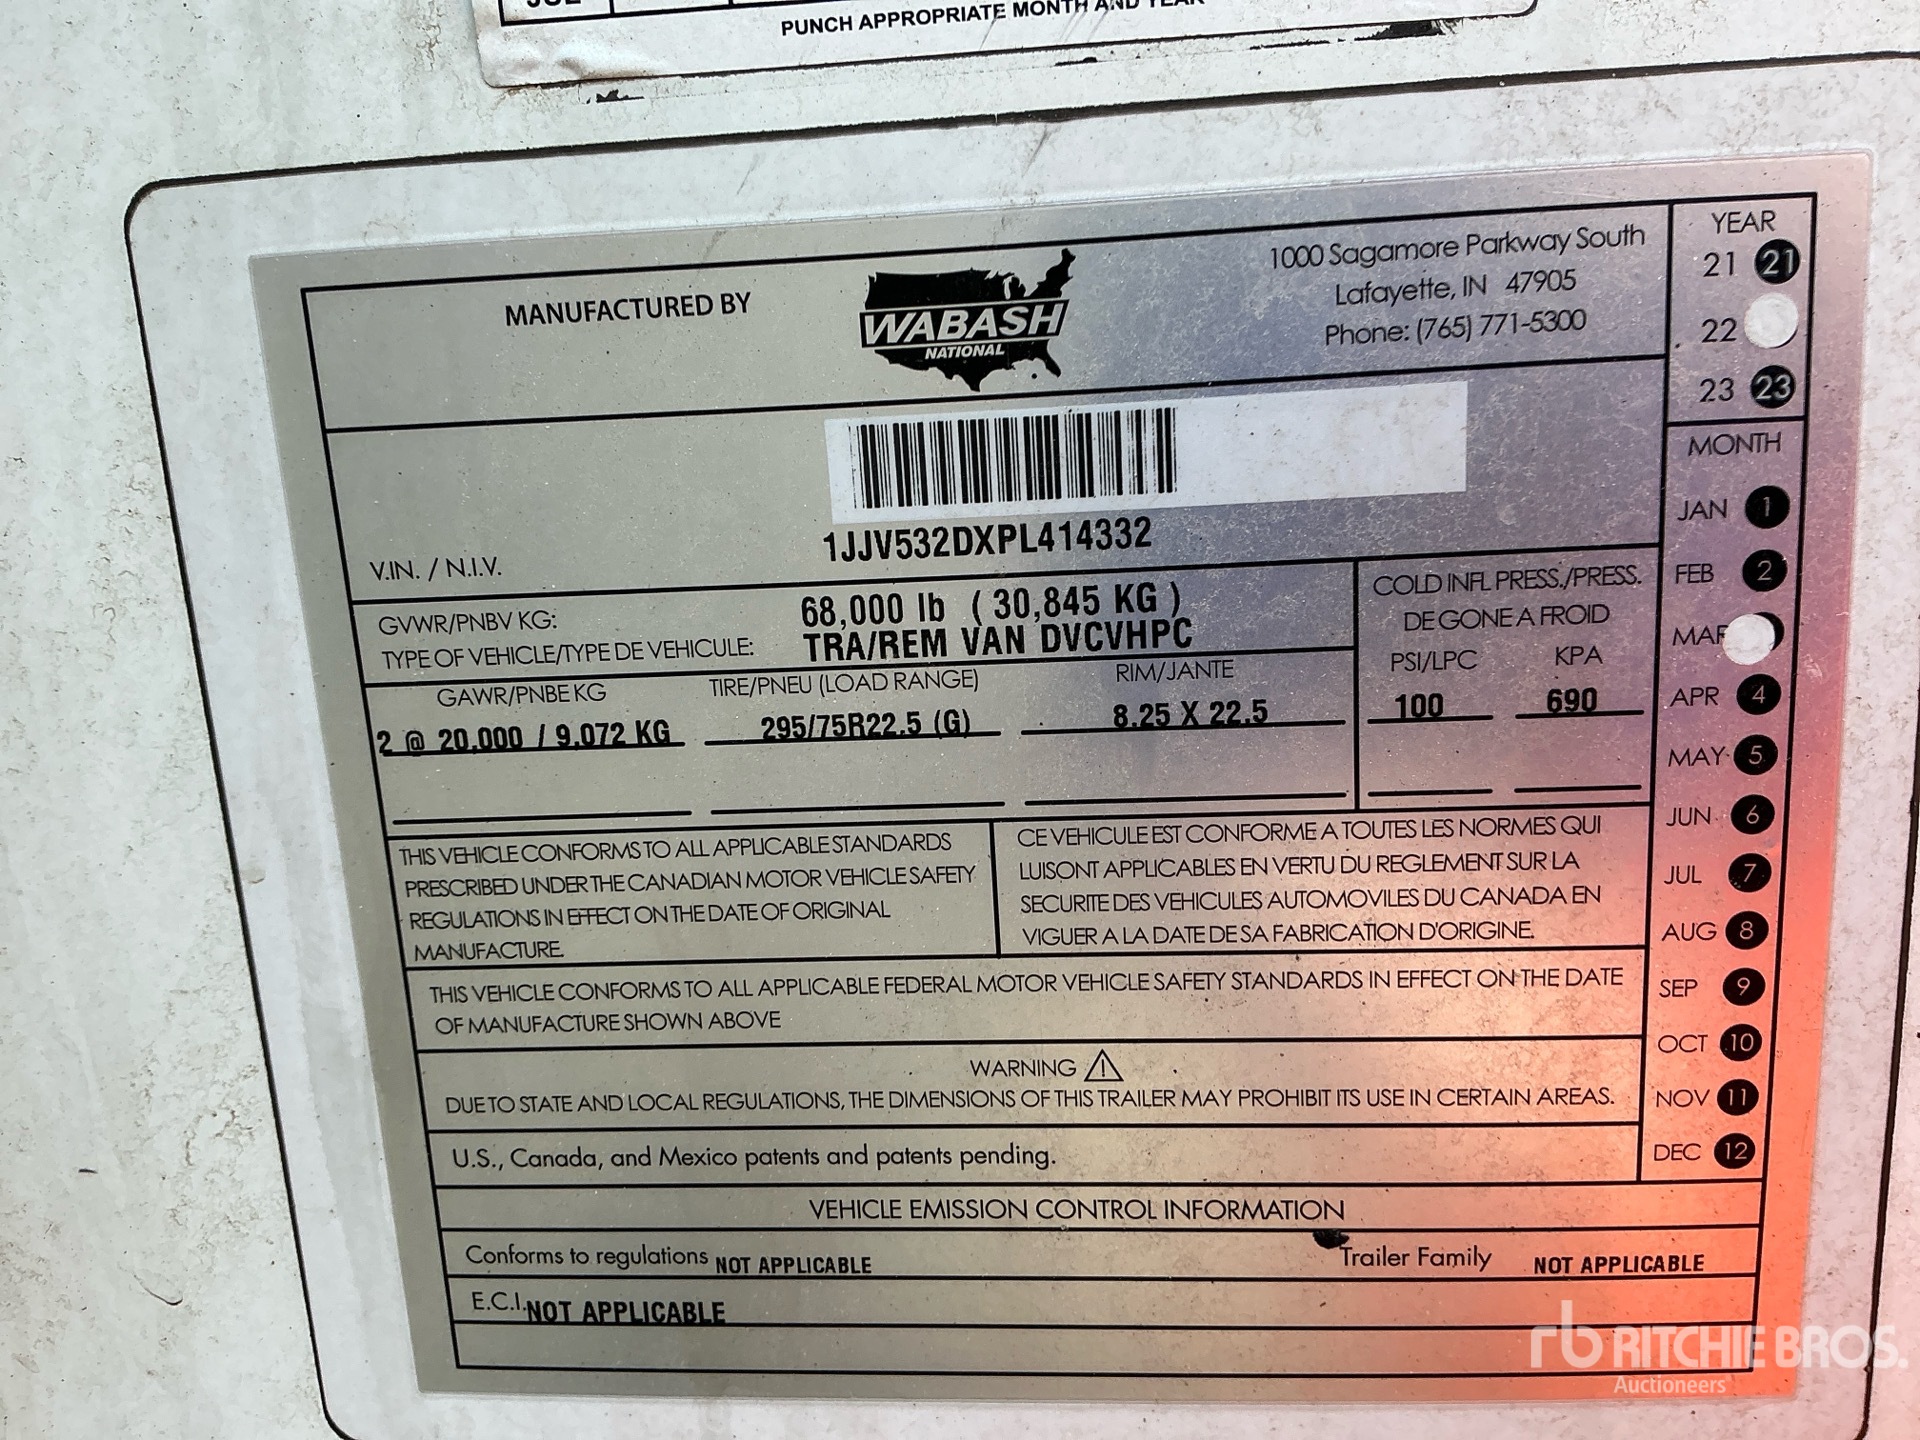 JUL
PUNCH APPROPRIATE MONTH AND YEAR
MANUFACTURED BY
WABASH
NATIONAL
1000 Sagamore Parkway South
Lafayette, IN 47905
Phone: (765) 771-5300
YEAR
21 21
22
23 23
MONTH
JAN 1
FEB 2
MAR
APR 4
MAY 5
JUN 6
JUL 7
AUG 8
SEP 9
OCT 10
NOV 11
DEC 12
V.IN. / N.I.V.
1JJV532DXPL414332
GVWR/PNBV KG: 68,000 lb ( 30,845 KG )
TYPE OF VEHICLE/TYPE DE VEHICULE: TRA/REM VAN DVCVHPC
COLD INFL PRESS./PRESS.
DE GONE A FROID
GAWR/PNBE KG TIRE/PNEU (LOAD RANGE) RIM/JANTE PSI/LPC KPA
2 @ 20,000 / 9,072 KG 295/75R22.5 (G) 8.25 X 22.5 100 690
THIS VEHICLE CONFORMS TO ALL APPLICABLE STANDARDS
PRESCRIBED UNDER THE CANADIAN MOTOR VEHICLE SAFETY
REGULATIONS IN EFFECT ON THE DATE OF ORIGINAL
MANUFACTURE.
CE VEHICULE EST CONFORME A TOUTES LES NORMES QUI
LUISONT APPLICABLES EN VERTU DU REGLEMENT SUR LA
SECURITE DES VEHICULES AUTOMOVILES DU CANADA EN
VIGUER A LA DATE DE SA FABRICATION D'ORIGINE.
THIS VEHICLE CONFORMS TO ALL APPLICABLE FEDERAL MOTOR VEHICLE SAFETY STANDARDS IN EFFECT ON THE DATE
OF MANUFACTURE SHOWN ABOVE
WARNING
DUE TO STATE AND LOCAL REGULATIONS, THE DIMENSIONS OF THIS TRAILER MAY PROHIBIT ITS USE IN CERTAIN AREAS.
U.S., Canada, and Mexico patents and patents pending.
VEHICLE EMISSION CONTROL INFORMATION
Conforms to regulations NOT APPLICABLE Trailer Family NOT APPLICABLE
E.C.I. NOT APPLICABLE
rb RITCHIE BROS.
Auctioneers